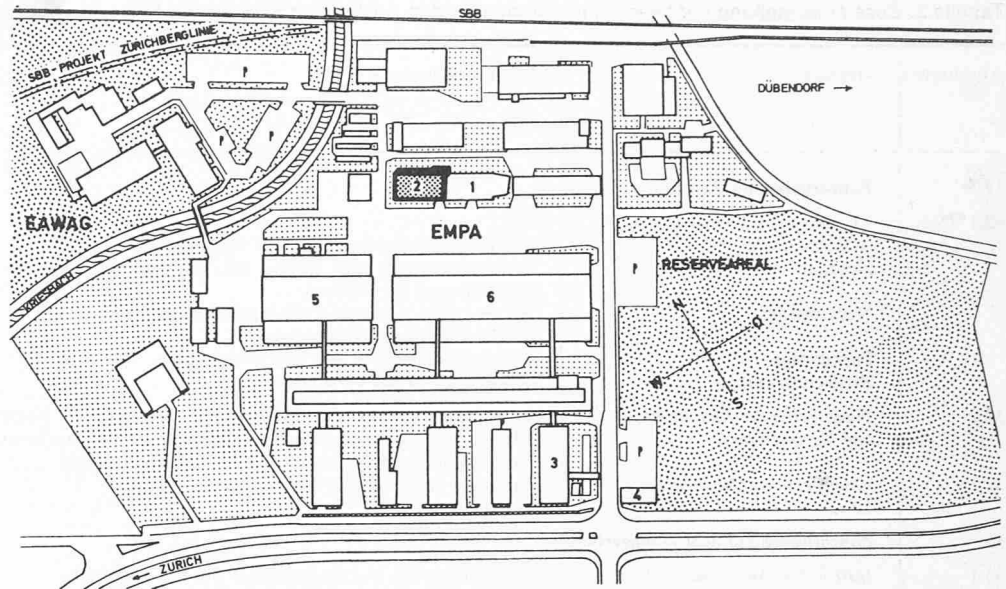 SBB
SBB-PROJEKT ZÜRICHBERGLINIE
P
P
P
DÜBENDORF →
2
1
EAWAG
EMPA
KRIESBACH
P
RESERVEAREAL
5
6
N
O
W
S
P
3
P
4
← ZÜRICH